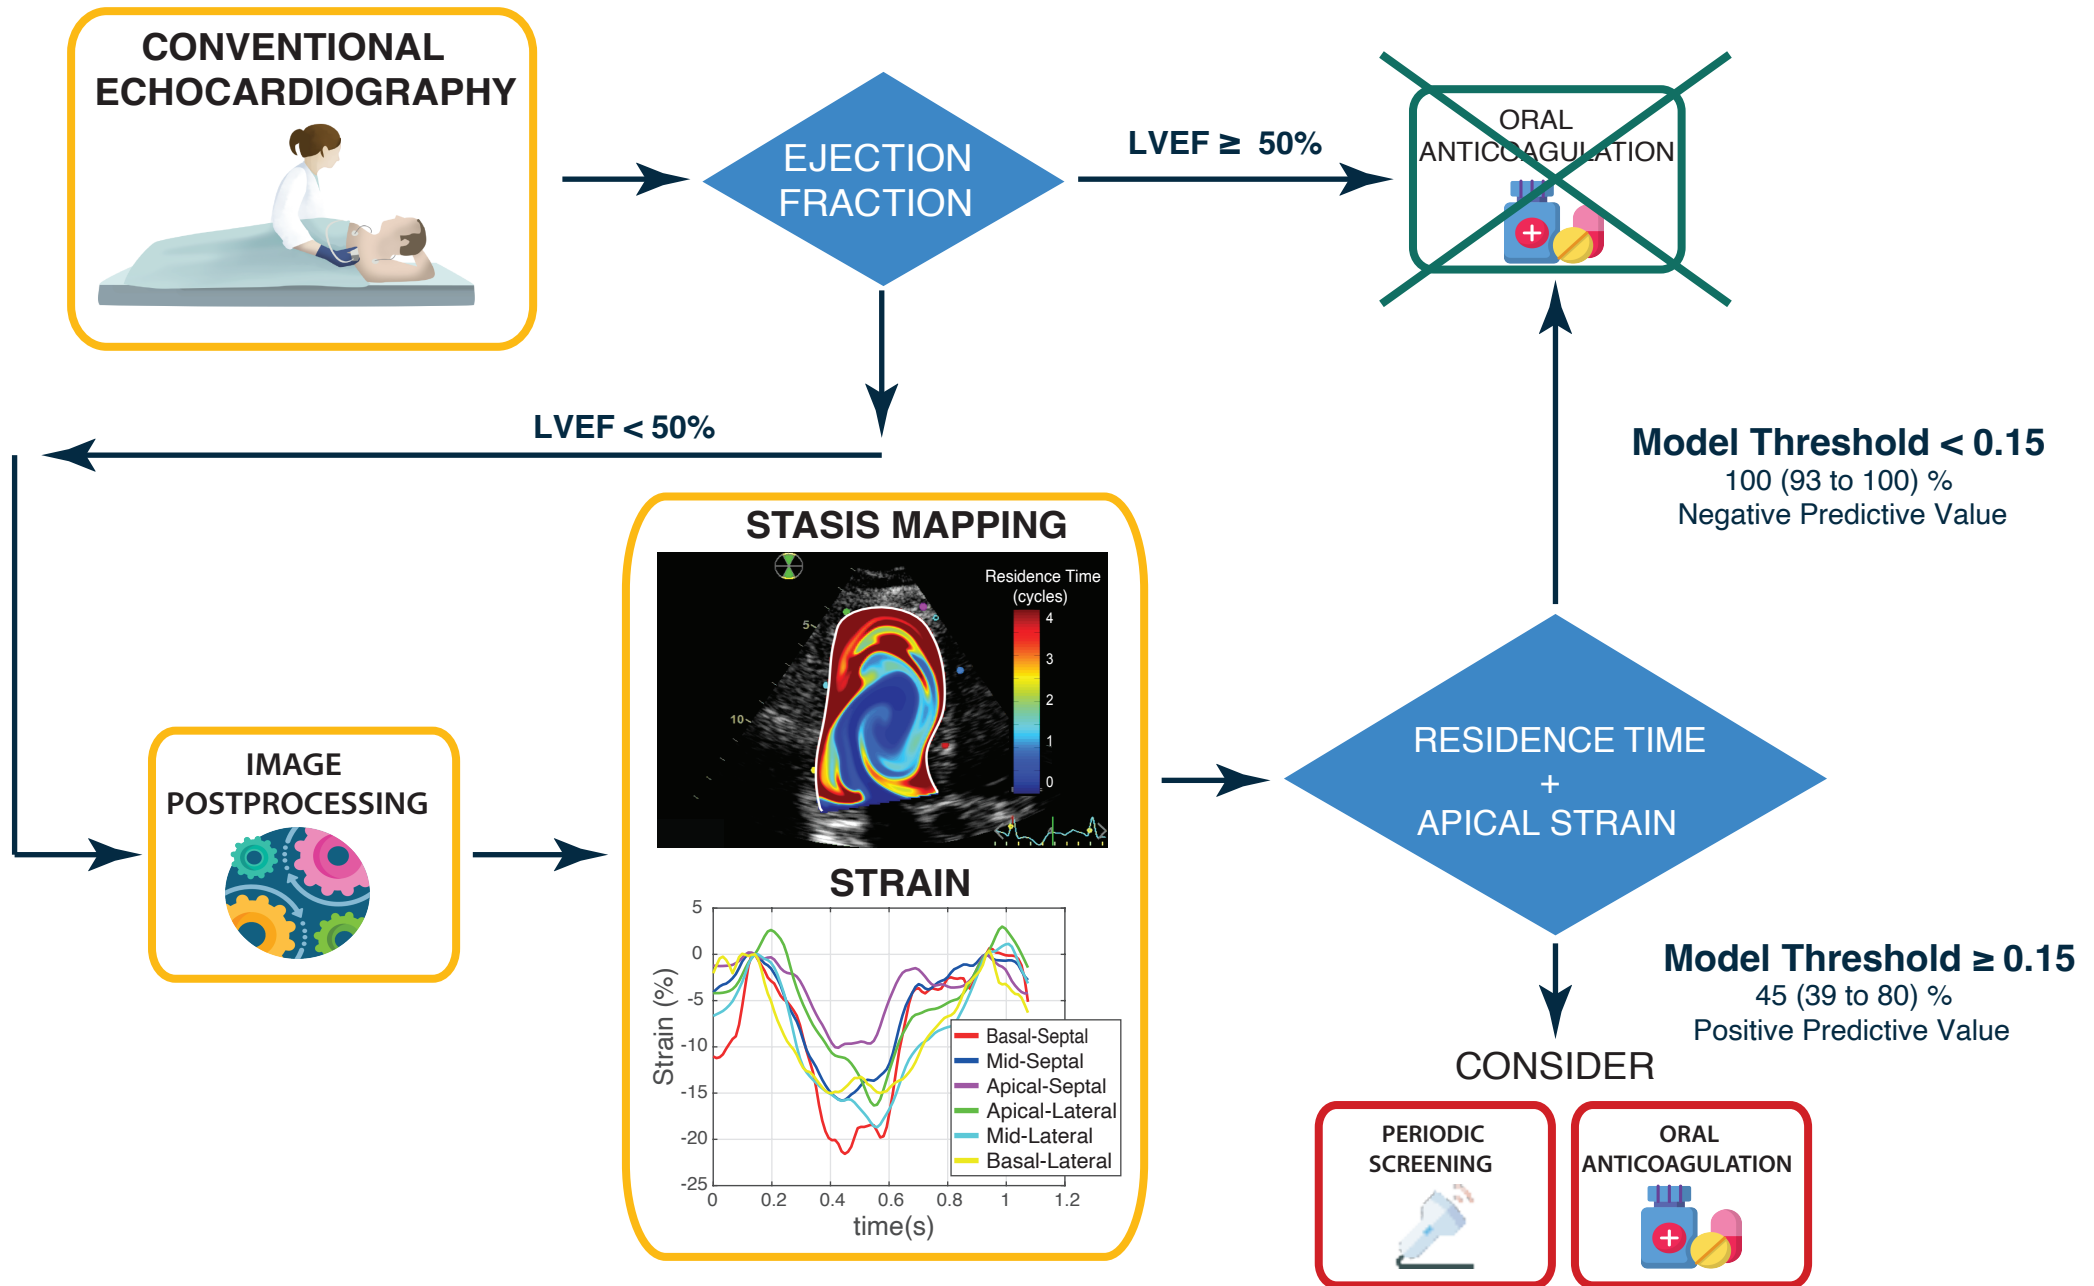 CONVENTIONAL
ECHOCARDIOGRAPHY
EJECTION
FRACTION
LVEF ≥ 50%
ORAL
ANTICOAGULATION
LVEF < 50%
Model Threshold < 0.15
100 (93 to 100) %
Negative Predictive Value
IMAGE
POSTPROCESSING
STASIS MAPPING
Residence Time
(cycles)
4
3
2
1
0
5
10
STRAIN
5
0
-5
-10
-15
-20
-25
Strain (%)
0 0.2 0.4 0.6 0.8 1 1.2
time(s)
Basal-Septal
Mid-Septal
Apical-Septal
Apical-Lateral
Mid-Lateral
Basal-Lateral
RESIDENCE TIME
+
APICAL STRAIN
Model Threshold ≥ 0.15
45 (39 to 80) %
Positive Predictive Value
CONSIDER
PERIODIC
SCREENING
ORAL
ANTICOAGULATION